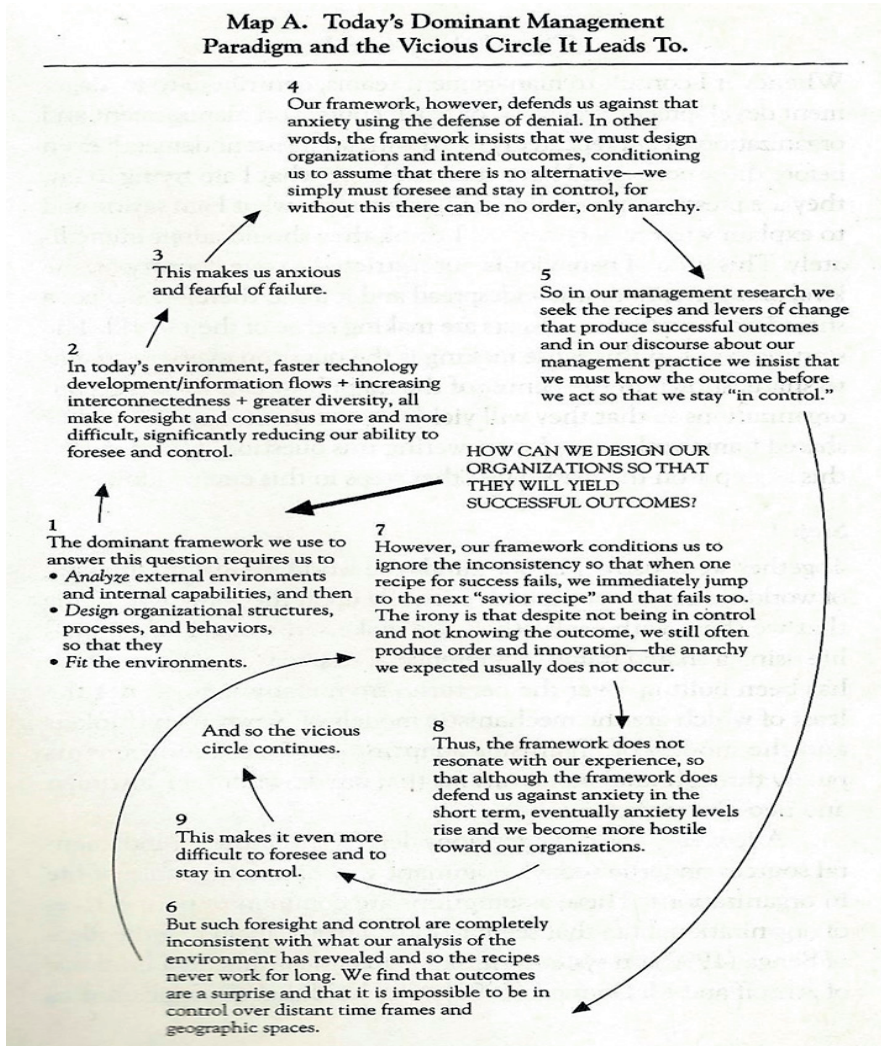 Map A. Today's Dominant Management
Paradigm and the Vicious Circle It Leads To.
4
Our framework, however, defends us against that
anxiety using the defense of denial. In other
words, the framework insists that we must design
organizations and intend outcomes, conditioning
us to assume that there is no alternative—we
simply must foresee and stay in control, for
without this there can be no order, only anarchy.
3
This makes us anxious
and fearful of failure.
So in our management research we
seek the recipes and levers of change
that produce successful outcomes
and in our discourse about our
management practice we insist that
we must know the outcome before
we act so that we stay “in control.”
2
In today's environment, faster technology
development/information flows + increasing
interconnectedness + greater diversity, all
make foresight and consensus more and more
difficult, significantly reducing our ability to
foresee and control.
HOW CAN WE DESIGN OUR
ORGANIZATIONS SO THAT
THEY WILL YIELD
SUCCESSFUL OUTCOMES?
1
The dominant framework we use to
answer this question requires us to
• Analyze external environments
and internal capabilities, and then
• Design organizational structures,
processes, and behaviors,
so that they
• Fit the environments.
7
However, our framework conditions us to
ignore the inconsistency so that when one
recipe for success fails, we immediately jump
to the next “savior recipe” and that fails too.
The irony is that despite not being in control
and not knowing the outcome, we still often
produce order and innovation—the anarchy
we expected usually does not occur.
And so the vicious
circle continues.
8
Thus, the framework does not
resonate with our experience, so
that although the framework does
defend us against anxiety in the
short term, eventually anxiety levels
rise and we become more hostile
toward our organizations.
9
This makes it even more
difficult to foresee and to
stay in control.
6
But such foresight and control are completely
inconsistent with what our analysis of the
environment has revealed and so the recipes
never work for long. We find that outcomes
are a surprise and that it is impossible to be in
control over distant time frames and
geographic spaces.